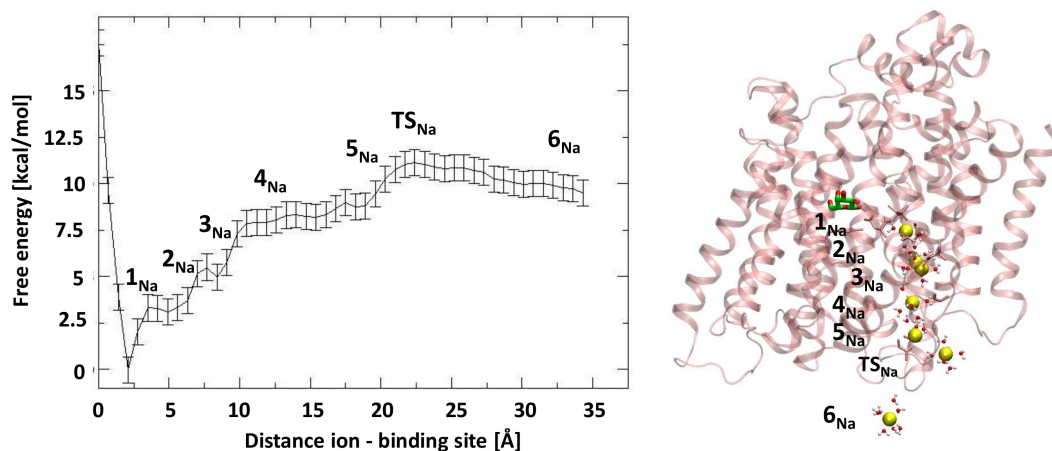 Free energy [kcal/mol]
15
12.5
10
7.5
5
2.5
0
1Na
2Na
3Na
4Na
5Na
TSNa
6Na
0 5 10 15 20 25 30 35
Distance ion - binding site [Å]
1Na
2Na
3Na
4Na
5Na
TSNa
6Na